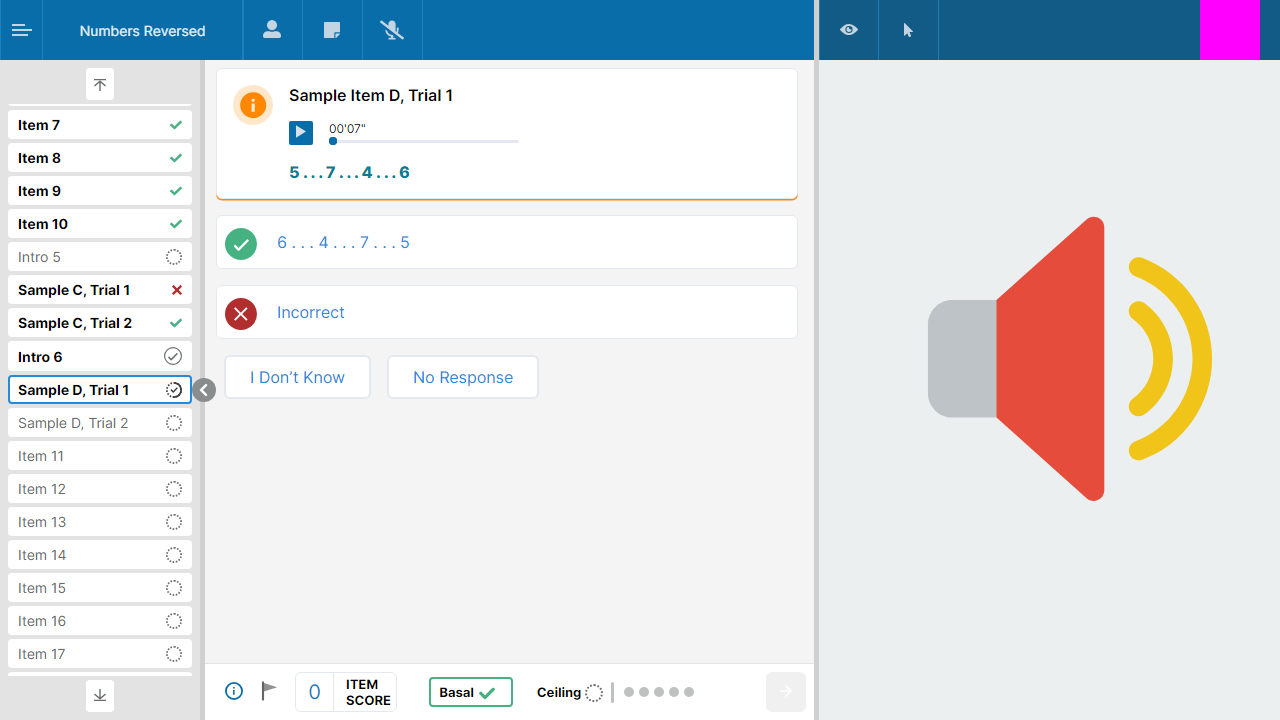 Numbers Reversed
Item 7
Item 8
Item 9
Item 10
Intro 5
Sample C, Trial 1
Sample C, Trial 2
Intro 6
Sample D, Trial 1
Sample D, Trial 2
Item 11
Item 12
Item 13
Item 14
Item 15
Item 16
Item 17
Sample Item D, Trial 1
00'07"
5 . . . 7 . . . 4 . . . 6
6 . . . 4 . . . 7 . . . 5
Incorrect
I Don’t Know
No Response
0
ITEM
SCORE
Basal
Ceiling